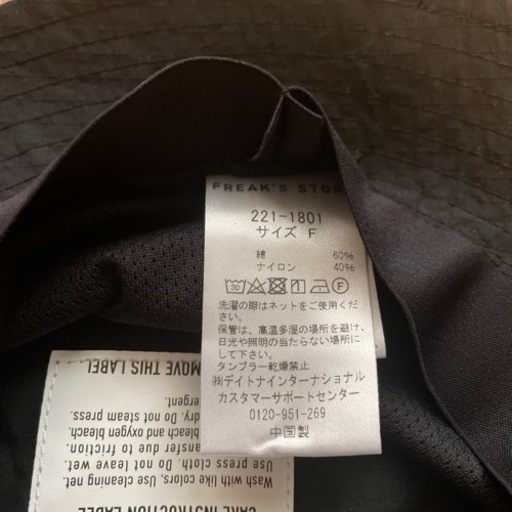 FREAK'S STOR
221-1801
サイズ F
綿 60%
ナイロン 40%
30
F
洗濯の際はネットをご使用くだ
さい。
保管は、高温多湿の場所を避け、
日光や照明の当たらない場所に
して下さい。
タンブラー乾燥禁止
㈱デイトナインターナショナル
カスタマーサポートセンター
0120-951-269
中国製
CARE INSTRUCTION LABEL
Wash with like colors. Use cleaning net.
Use press cloth. Do not leave wet.
ansfer due to friction.
bleach and oxygen bleach.
dry. Do not steam press.
ergent.
MOVE THIS LABEL